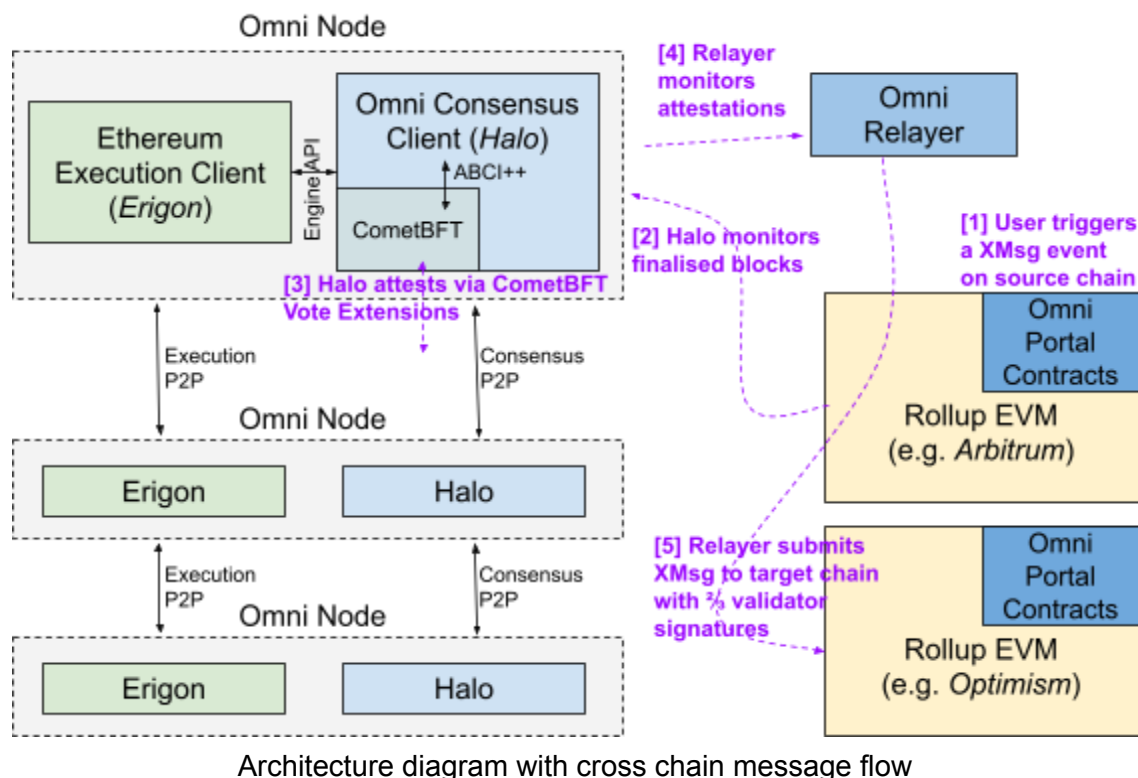 Omni Node
Ethereum
Execution Client
(Erigon)
Engine API
Omni Consensus
Client (Halo)
ABCI++
CometBFT
[3] Halo attests via CometBFT
Vote Extensions
[4] Relayer
monitors
attestations
Omni
Relayer
[2] Halo monitors
finalised blocks
[1] User triggers
a XMsg event
on source chain
Omni
Portal
Contracts
Rollup EVM
(e.g. Arbitrum)
Execution
P2P
Consensus
P2P
Omni Node
Erigon
Halo
[5] Relayer submits
XMsg to target chain
with ⅔ validator
signatures
Omni
Portal
Contracts
Rollup EVM
(e.g. Optimism)
Execution
P2P
Consensus
P2P
Omni Node
Erigon
Halo
Architecture diagram with cross chain message flow